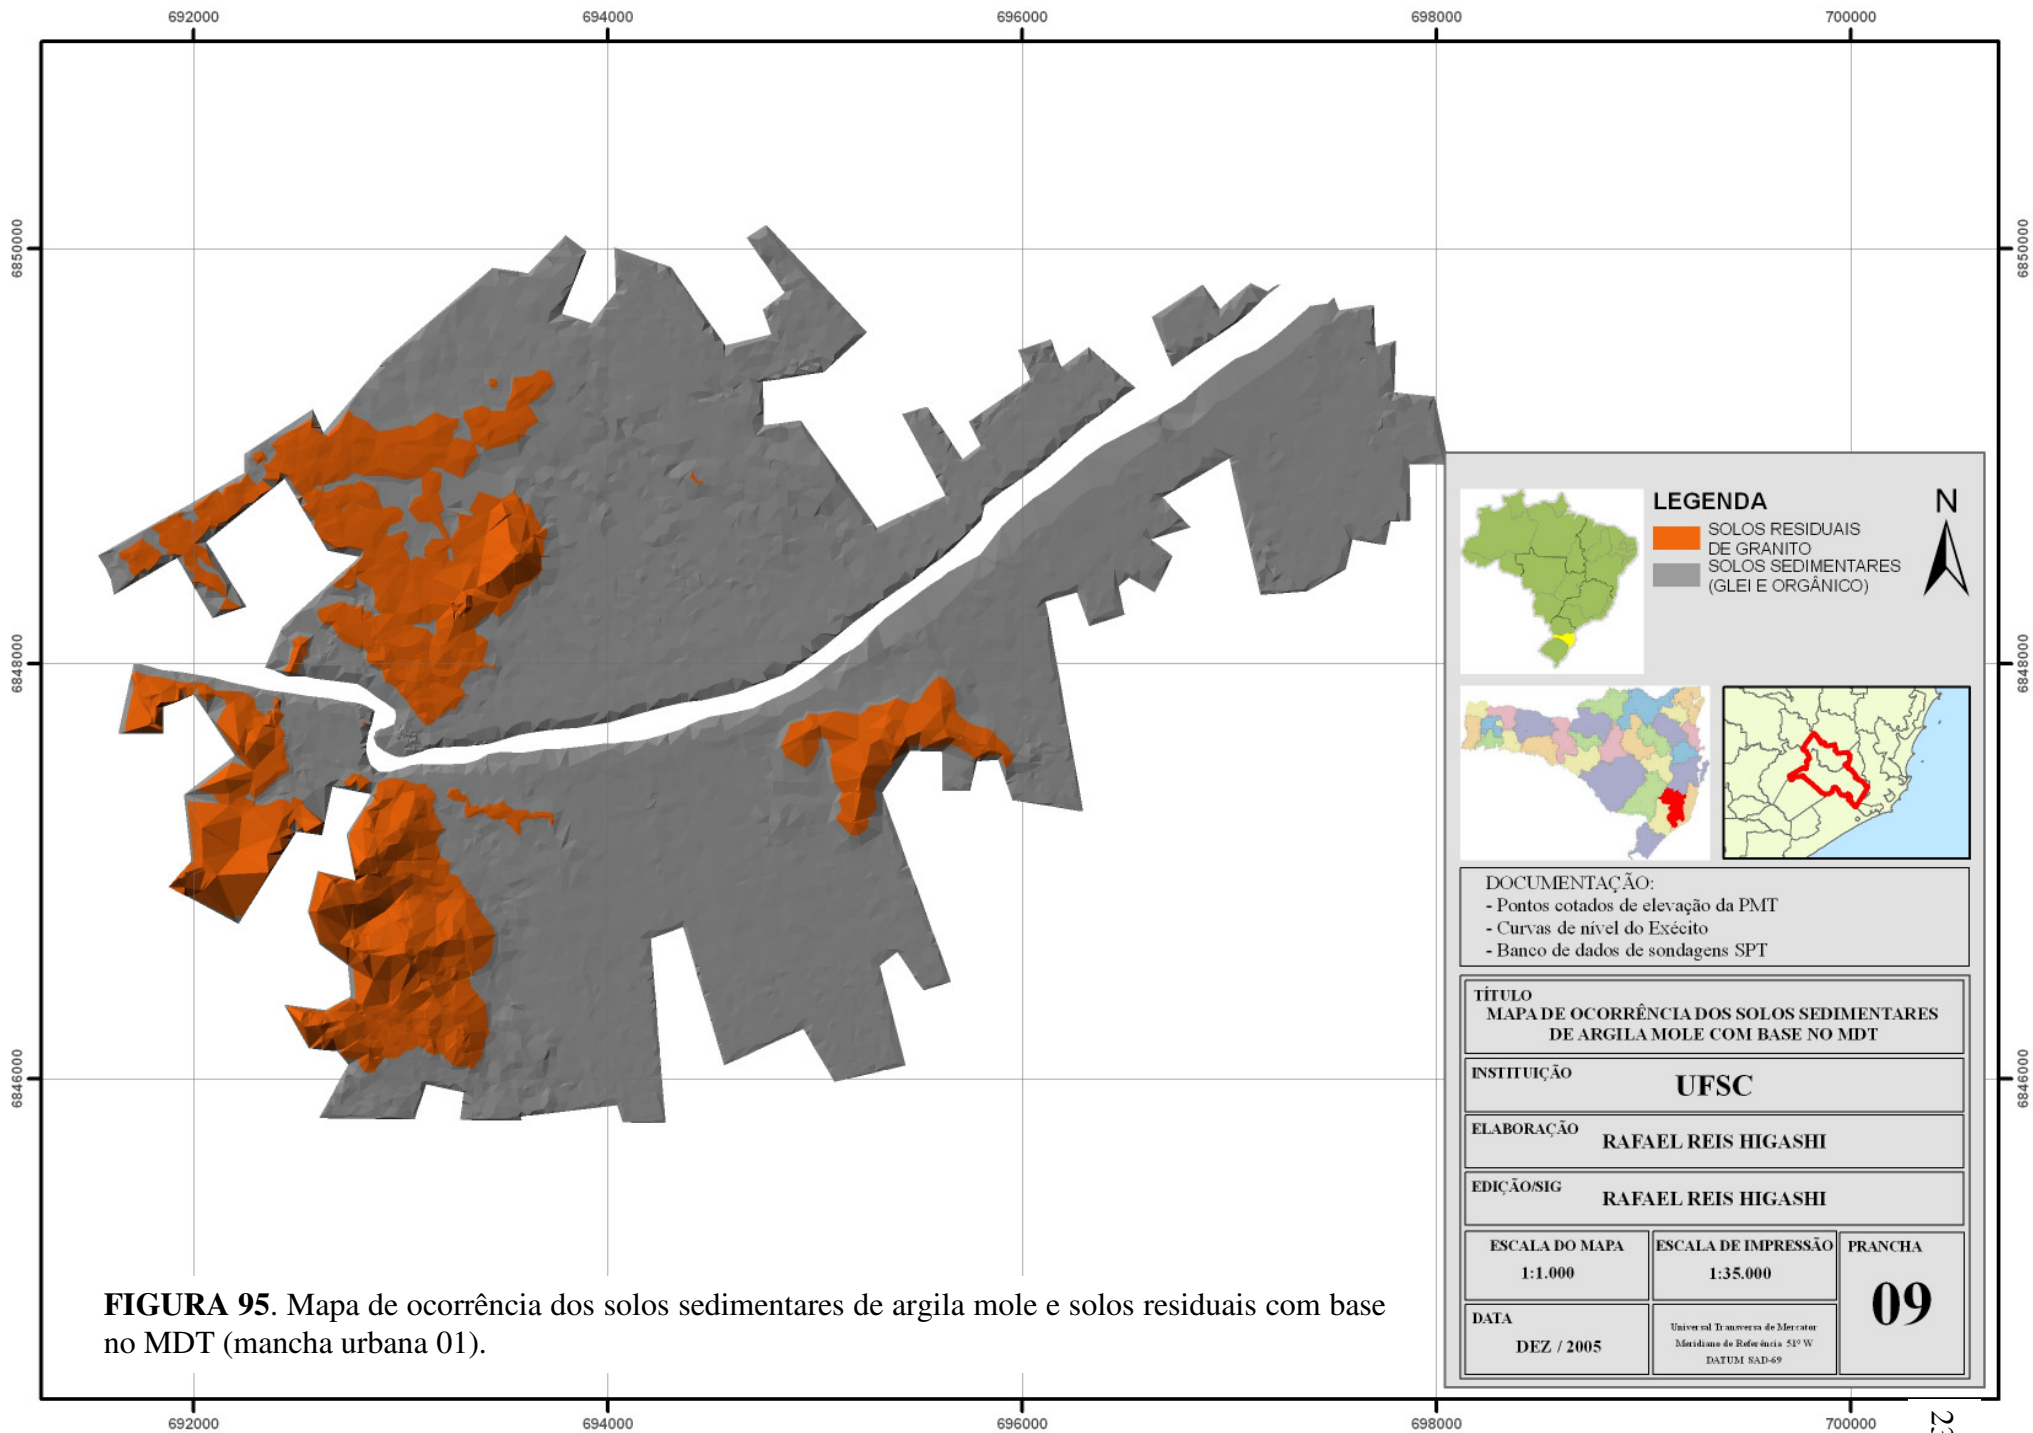 692000 694000 696000 698000 700000
6850000 6850000
6848000 6848000
6846000 6846000
LEGENDA
SOLOS RESIDUAIS
DE GRANITO
SOLOS SEDIMENTARES
(GLEI E ORGÂNICO)
N
DOCUMENTAÇÃO:
- Pontos cotados de elevação da PMT
- Curvas de nível do Exécito
- Banco de dados de sondagens SPT
TÍTULO
MAPA DE OCORRÊNCIA DOS SOLOS SEDIMENTARES
DE ARGILA MOLE COM BASE NO MDT
INSTITUIÇÃO
UFSC
ELABORAÇÃO
RAFAEL REIS HIGASHI
EDIÇÃO/SIG
RAFAEL REIS HIGASHI
ESCALA DO MAPA
1:1.000
ESCALA DE IMPRESSÃO
1:35.000
PRANCHA
09
DATA
DEZ / 2005
Universal Transversa de Mercator
Meridiano de Referência 51º W
DATUM SAD-69
FIGURA 95. Mapa de ocorrência dos solos sedimentares de argila mole e solos residuais com base
no MDT (mancha urbana 01).
692000 694000 696000 698000 700000